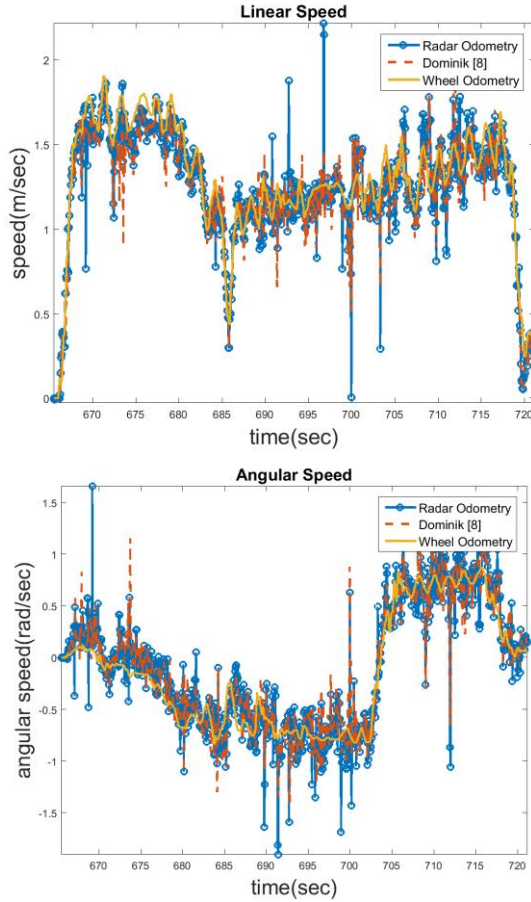 Linear Speed
Radar Odometry
Dominik [8]
Wheel Odometry
speed(m/sec)
2
1.5
1
0.5
0
670 675 680 685 690 695 700 705 710 715 720
time(sec)
Angular Speed
Radar Odometry
Dominik [8]
Wheel Odometry
angular speed(rad/sec)
1.5
1
0.5
0
-0.5
-1
-1.5
670 675 680 685 690 695 700 705 710 715 720
time(sec)